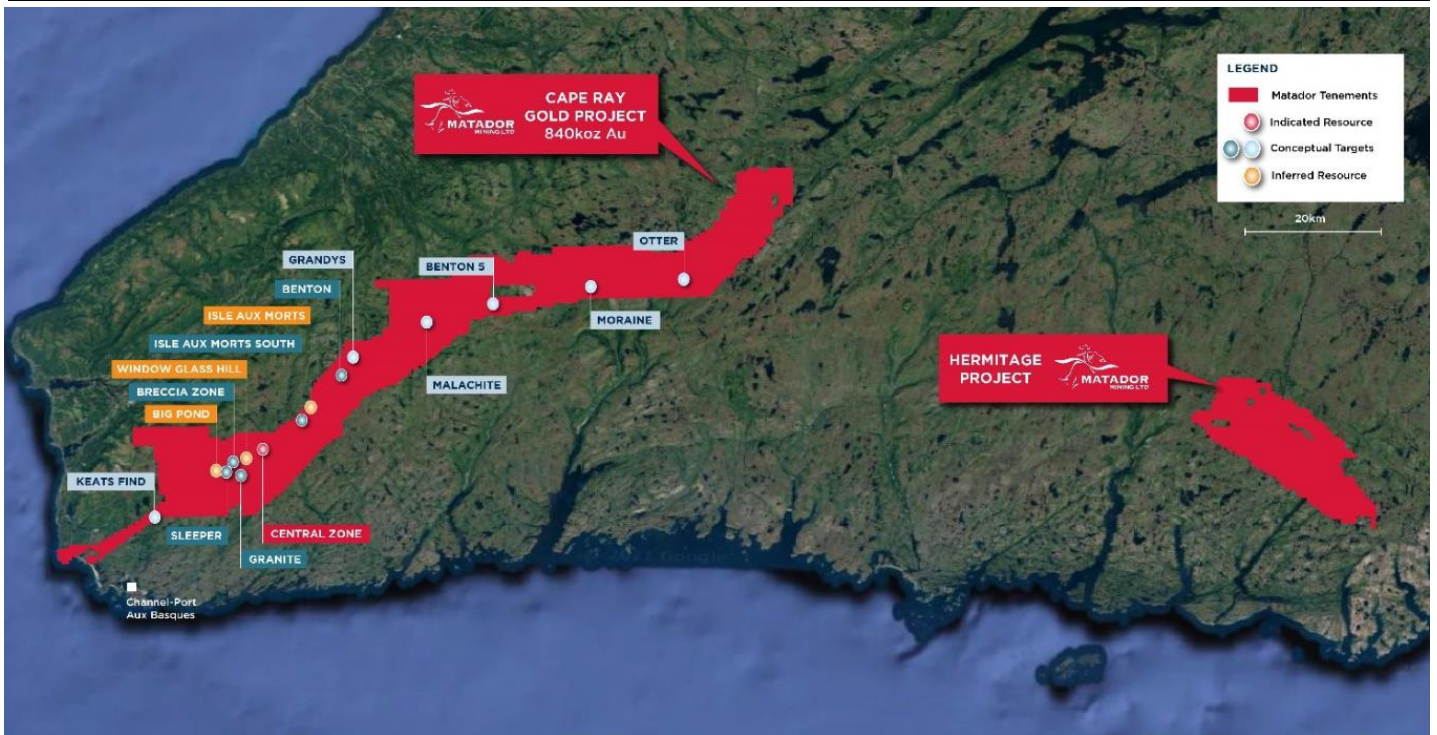 LEGEND
Matador Tenements
Indicated Resource
Conceptual Targets
Inferred Resource
20km
MATADOR
MINING LTD
CAPE RAY
GOLD PROJECT
840koz Au
OTTER
GRANDYS
BENTON 5
BENTON
ISLE AUX MORTS
MORAINE
ISLE AUX MORTS SOUTH
HERMITAGE
PROJECT
MATADOR
MINING LTD
WINDOW GLASS HILL
MALACHITE
BRECCIA ZONE
BIG POND
KEATS FIND
SLEEPER
CENTRAL ZONE
GRANITE
Channel-Port
Aux Basques